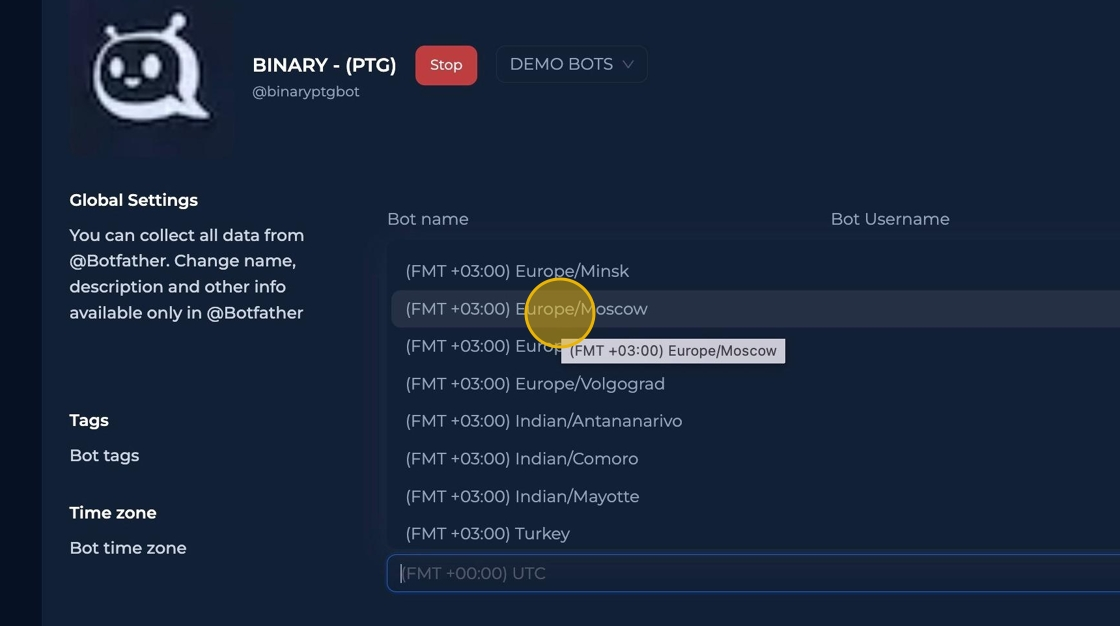 BINARY - (PTG)
Stop
DEMO BOTS
@binaryptgbot
Global Settings
You can collect all data from
@Botfather. Change name,
description and other info
available only in @Botfather
Bot name
Bot Username
(FMT +03:00) Europe/Minsk
(FMT +03:00) Europe/Moscow
(FMT +03:00)
(FMT +03:00) Europe/Moscow
(FMT +03:00) Europe/Volgograd
(FMT +03:00) Indian/Antananarivo
(FMT +03:00) Indian/Comoro
(FMT +03:00) Indian/Mayotte
(FMT +03:00) Turkey
Tags
Bot tags
Time zone
Bot time zone
(FMT +00:00) UTC